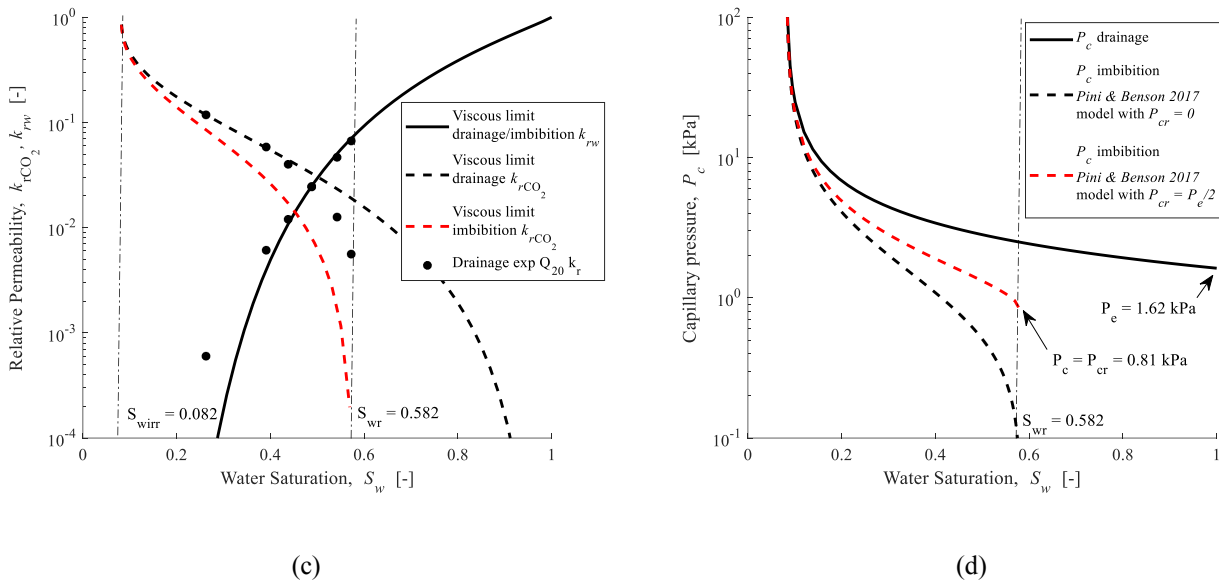 Relative Permeability, k_rCO2, k_rw [-]
10^0
10^-1
10^-2
10^-3
10^-4
Viscous limit
drainage/imbibition k_rw
Viscous limit
drainage k_rCO2
Viscous limit
imbibition k_rCO2
Drainage exp Q_20 k_r
S_wirr = 0.082
S_wr = 0.582
0 0.2 0.4 0.6 0.8 1
Water Saturation, S_w [-]
(c)
Capillary pressure, P_c [kPa]
10^2
10^1
10^0
10^-1
P_c drainage
P_c imbibition
Pini & Benson 2017
model with P_cr = 0
P_c imbibition
Pini & Benson 2017
model with P_cr = P_e/2
P_e = 1.62 kPa
P_c = P_cr = 0.81 kPa
S_wr = 0.582
0 0.2 0.4 0.6 0.8 1
Water Saturation, S_w [-]
(d)